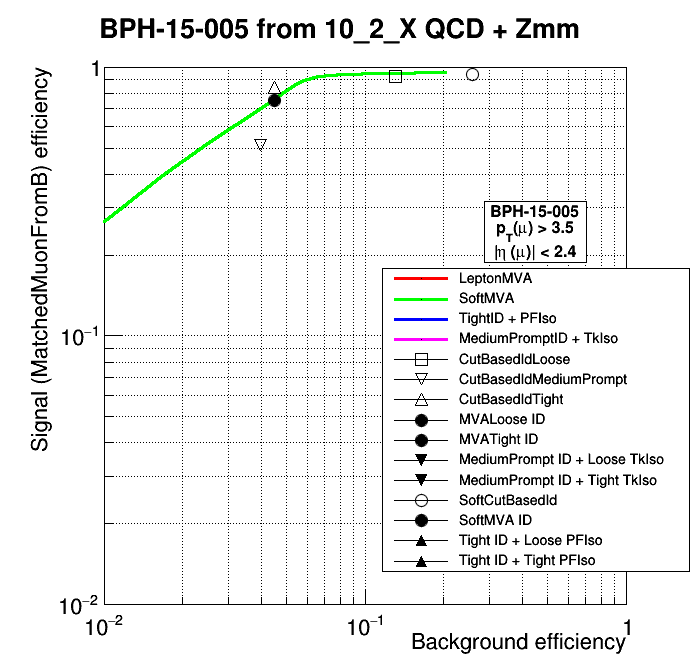 BPH-15-005 from 10_2_X QCD + Zmm
Signal (MatchedMuonFromB) efficiency
1
10⁻¹
10⁻²
BPH-15-005
p_T(μ) > 3.5
|η (μ)| < 2.4
LeptonMVA
SoftMVA
TightID + PFIso
MediumPromptID + TkIso
CutBasedIdLoose
CutBasedIdMediumPrompt
CutBasedIdTight
MVALoose ID
MVATight ID
MediumPrompt ID + Loose TkIso
MediumPrompt ID + Tight TkIso
SoftCutBasedId
SoftMVA ID
Tight ID + Loose PFIso
Tight ID + Tight PFIso
10⁻² 10⁻¹ 1
Background efficiency